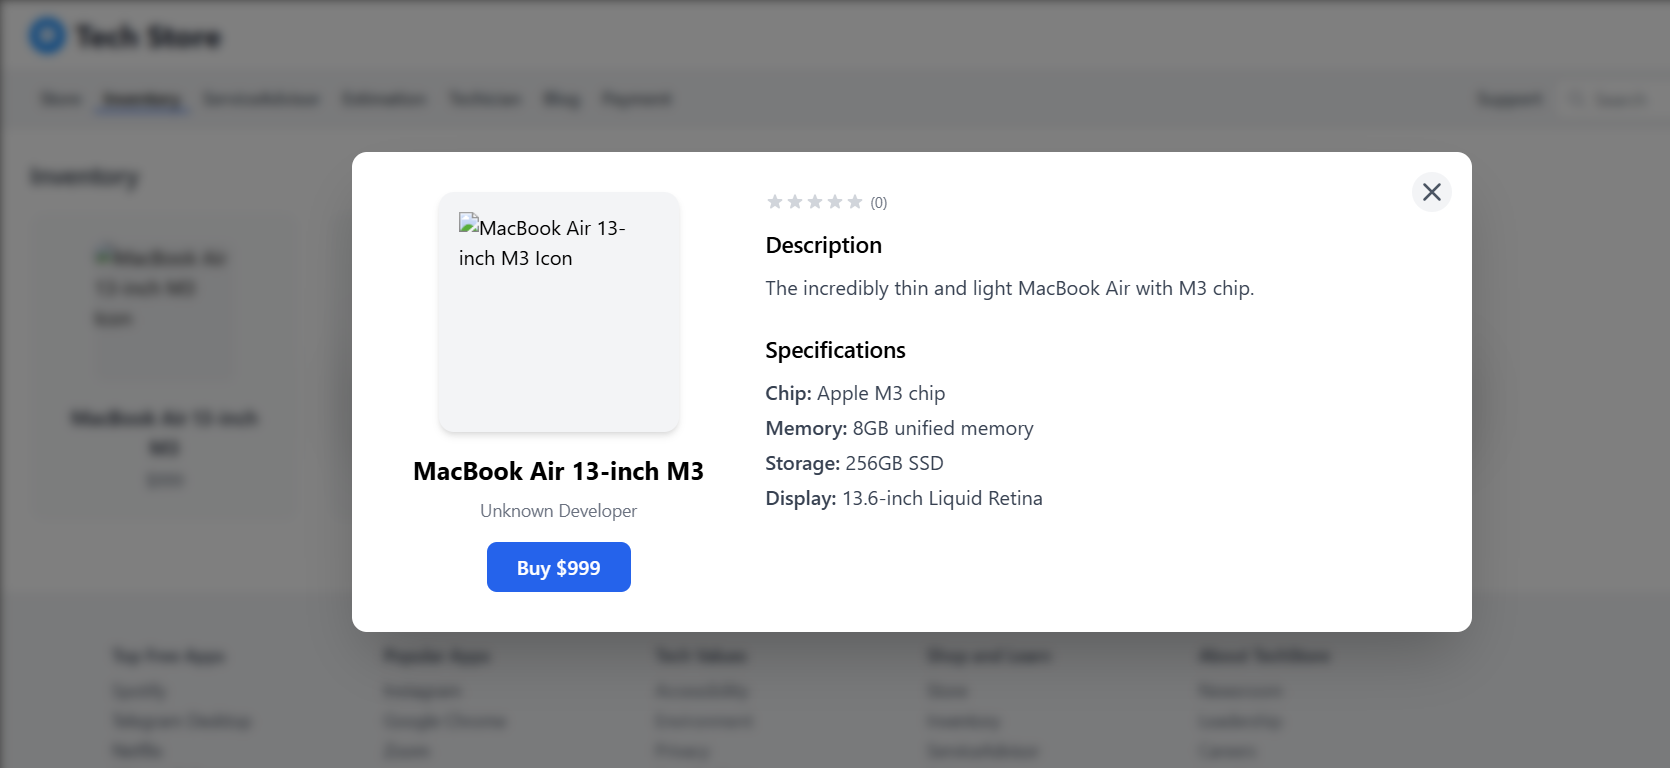 Tech Store
Store
Inventory
Estimation
Technician
Blog
Payment
Support
Search
Inventory
MacBook Air
13-inch M3
Icon
MacBook Air 13-inch
M3
$999
MacBook Air 13-
inch M3 Icon
MacBook Air 13-inch M3
Unknown Developer
Buy $999
(0)
Description
The incredibly thin and light MacBook Air with M3 chip.
Specifications
Chip: Apple M3 chip
Memory: 8GB unified memory
Storage: 256GB SSD
Display: 13.6-inch Liquid Retina
Top Free Apps
Spotify
Telegram Desktop
Netflix
Popular Apps
Instagram
Google Chrome
Zoom
Tech Values
Accessibility
Environment
Privacy
Shop and Learn
Store
Inventory
About TechStore
Newsroom
Leadership
Careers